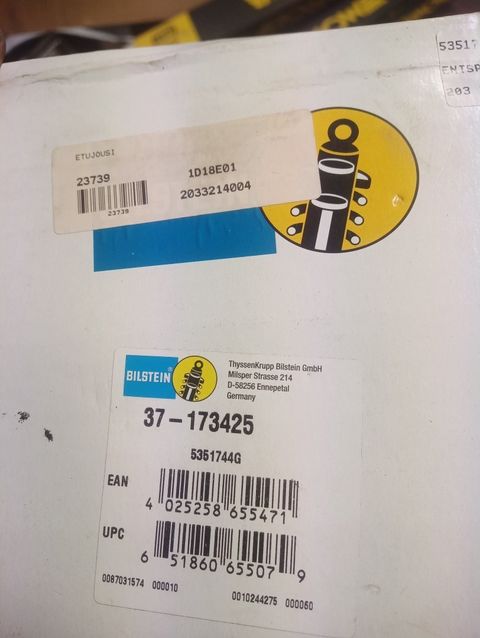 53517
ENTSP
203
ETUJOUSI
23739
1D18E01
2033214004
23739
BILSTEIN®
ThyssenKrupp Bilstein GmbH
Milsper Strasse 214
D-58256 Ennepetal
Germany
37-173425
5351744G
EAN
4 025258 655471
UPC
6 51860 65507 9
0087031574 000010
0010244275 000060